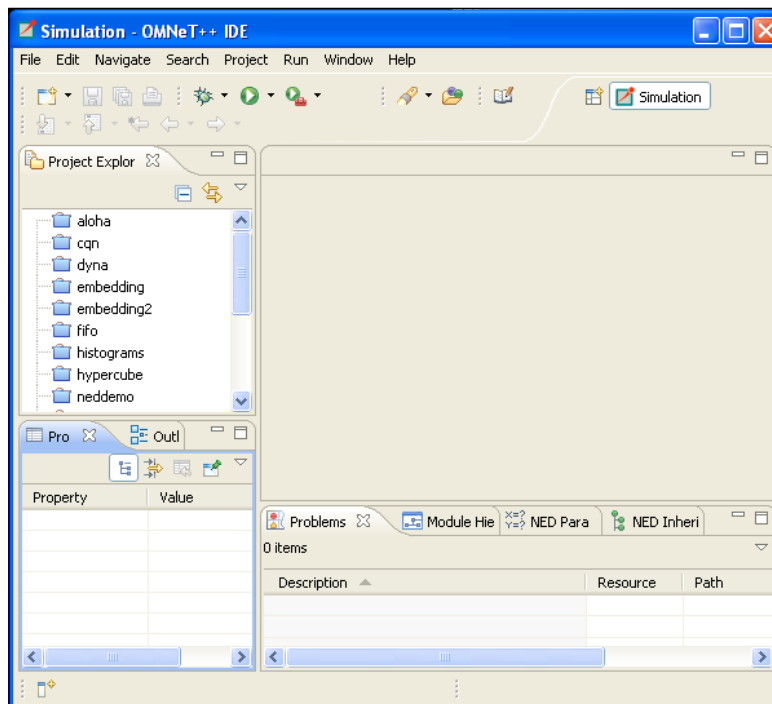 Simulation - OMNeT++ IDE
File Edit Navigate Search Project Run Window Help
Simulation
Project Explor
aloha
cqn
dyna
embedding
embedding2
fifo
histograms
hypercube
neddemo
Pro Outl
Property Value
Problems Module Hie X=? Y=? NED Para NED Inheri
0 items
Description Resource Path